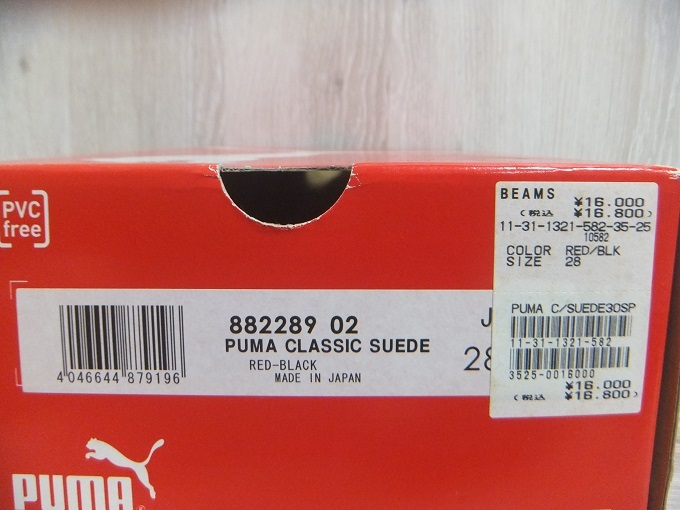 PVC
free
882289 02
PUMA CLASSIC SUEDE
RED-BLACK
MADE IN JAPAN
4 046644 879196
J
28
PUMA
BEAMS
¥16.000
(税込 ¥16.800)
11-31-1321-582-35-25
10582
COLOR RED/BLK
SIZE 28
PUMA C/SUEDE30SP
11-31-1321-582
3525-0016000
¥16.000
(税込 ¥16.800)